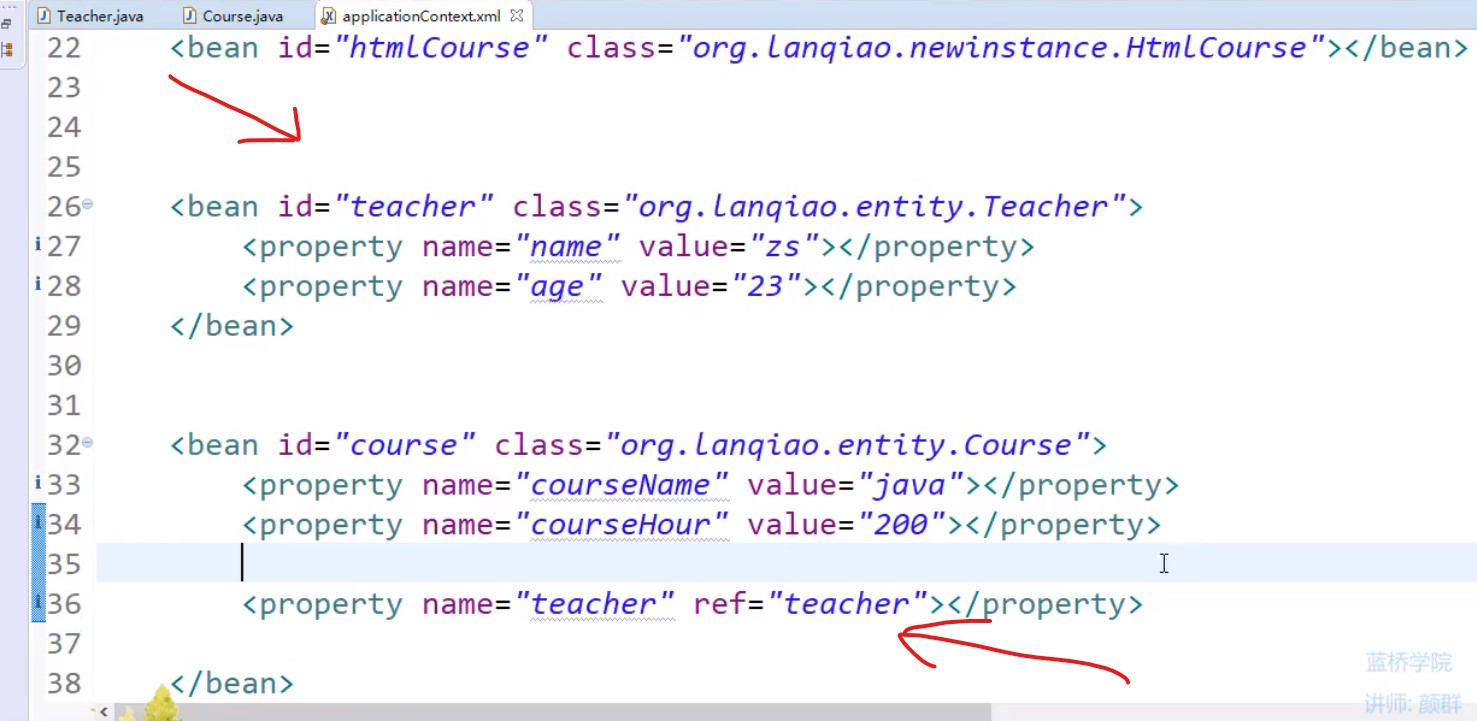 Teacher.java Course.java applicationContext.xml
22 <bean id="htmlCourse" class="org.lanqiao.newinstance.HtmlCourse"></bean>
23
24
25
26 <bean id="teacher" class="org.lanqiao.entity.Teacher">
27 <property name="name" value="zs"></property>
28 <property name="age" value="23"></property>
29 </bean>
30
31
32 <bean id="course" class="org.lanqiao.entity.Course">
33 <property name="courseName" value="java"></property>
34 <property name="courseHour" value="200"></property>
35
36 <property name="teacher" ref="teacher"></property>
37
38 </bean>
蓝桥学院
讲师: 颜群